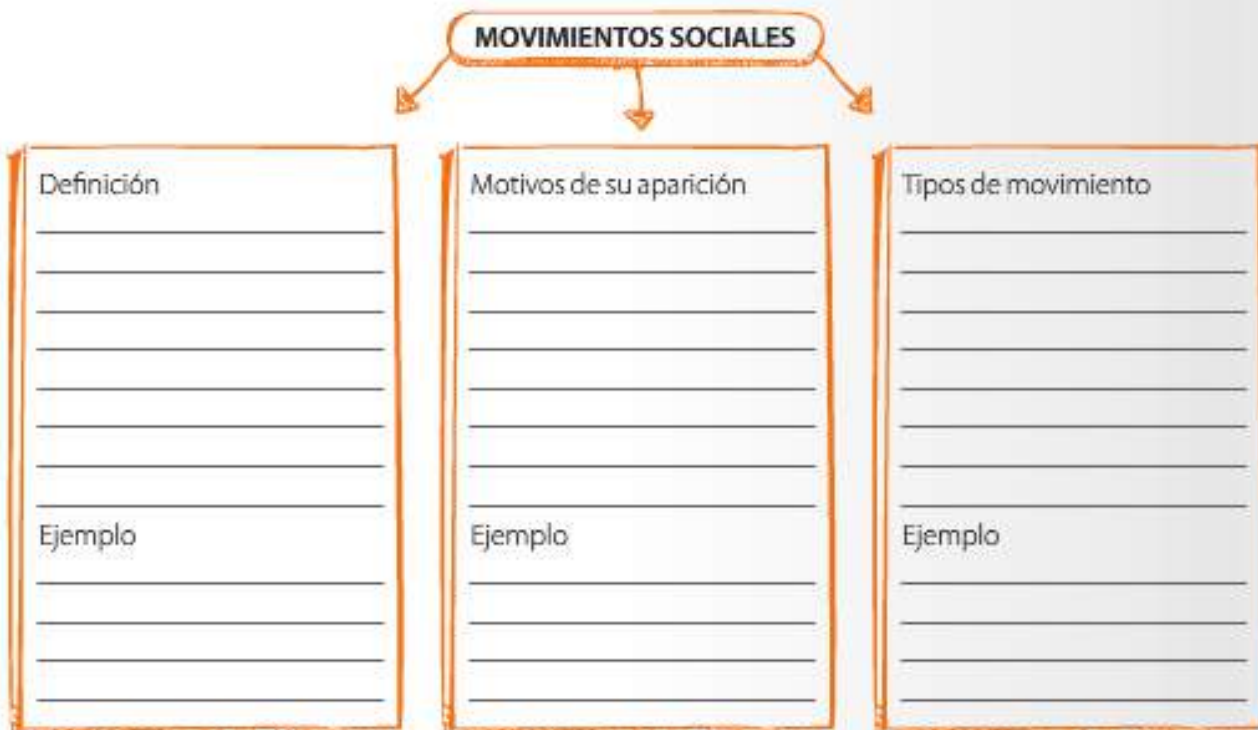 MOVIMIENTOS SOCIALES
Definición
Ejemplo
Motivos de su aparición
Ejemplo
Tipos de movimiento
Ejemplo